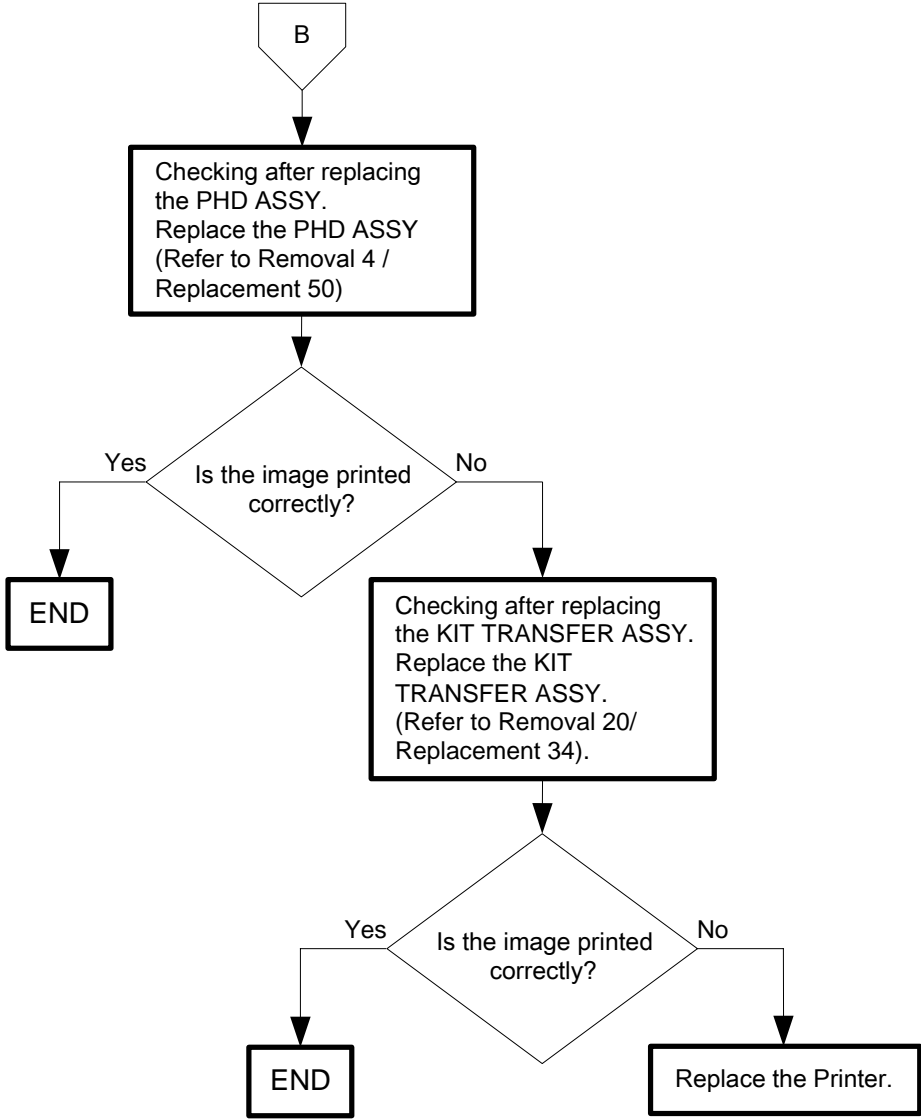 B
Checking after replacing
the PHD ASSY.
Replace the PHD ASSY
(Refer to Removal 4 /
Replacement 50)
Yes
No
Is the image printed
correctly?
END
Checking after replacing
the KIT TRANSFER ASSY.
Replace the KIT
TRANSFER ASSY.
(Refer to Removal 20/
Replacement 34).
Yes
No
Is the image printed
correctly?
END
Replace the Printer.